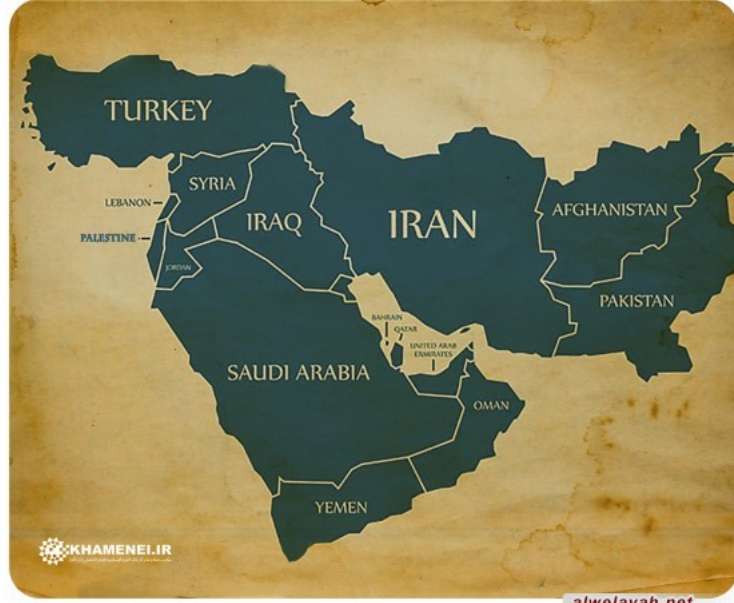 TURKEY
SYRIA
LEBANON
IRAQ
IRAN
AFGHANISTAN
PALESTINE
JORDAN
PAKISTAN
BAHRAIN
QATAR
UNITED ARAB
ERMIRATES
SAUDI ARABIA
OMAN
YEMEN
KHAMENEI.IR
alwelayah.net